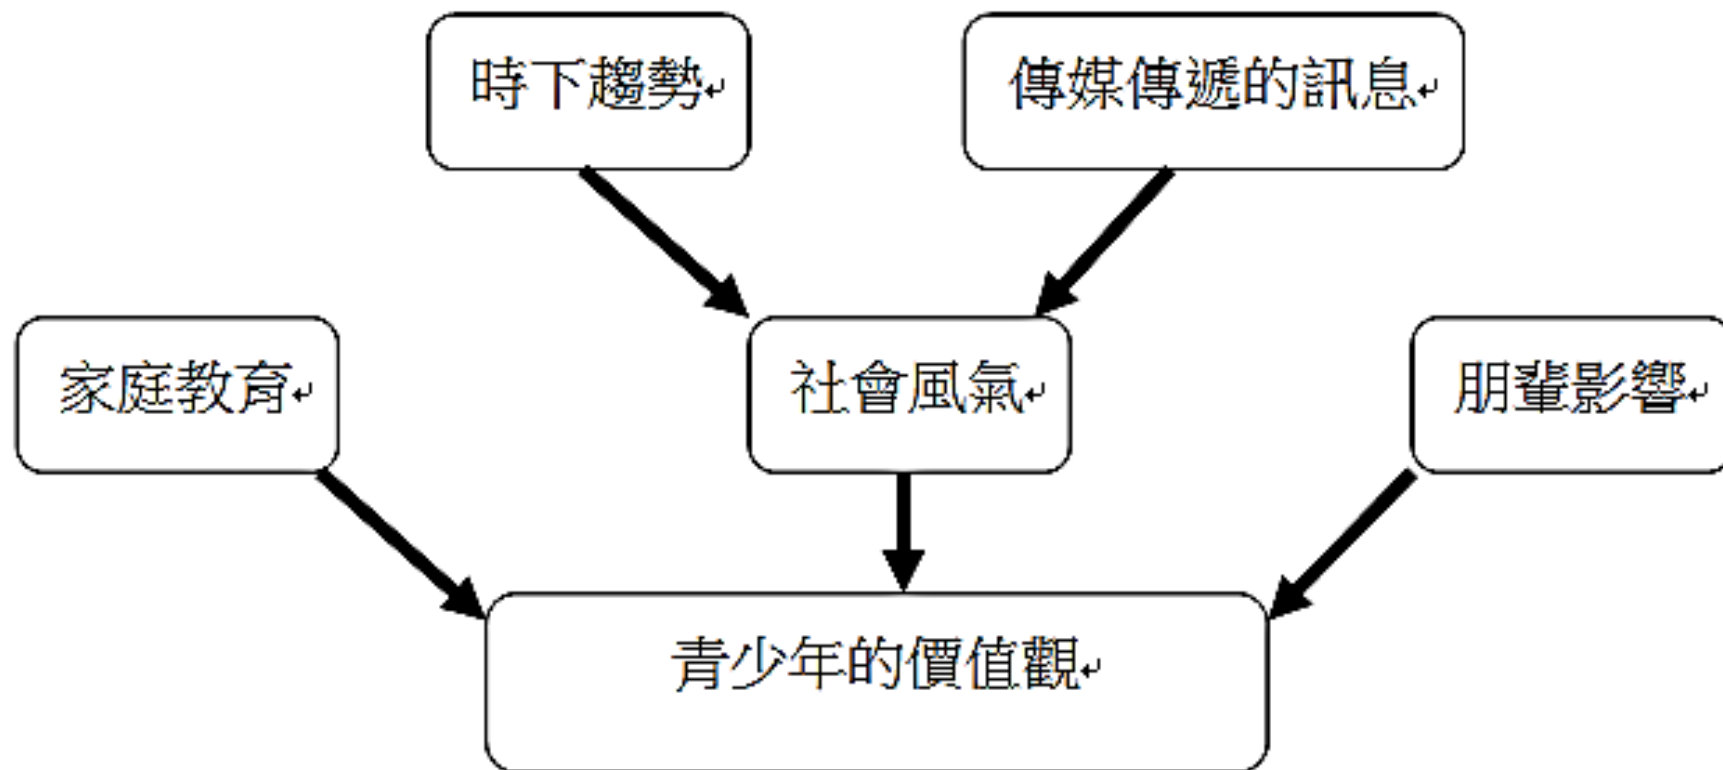 時下趨勢
傳媒傳遞的訊息
家庭教育
社會風氣
朋輩影響
青少年的價值觀